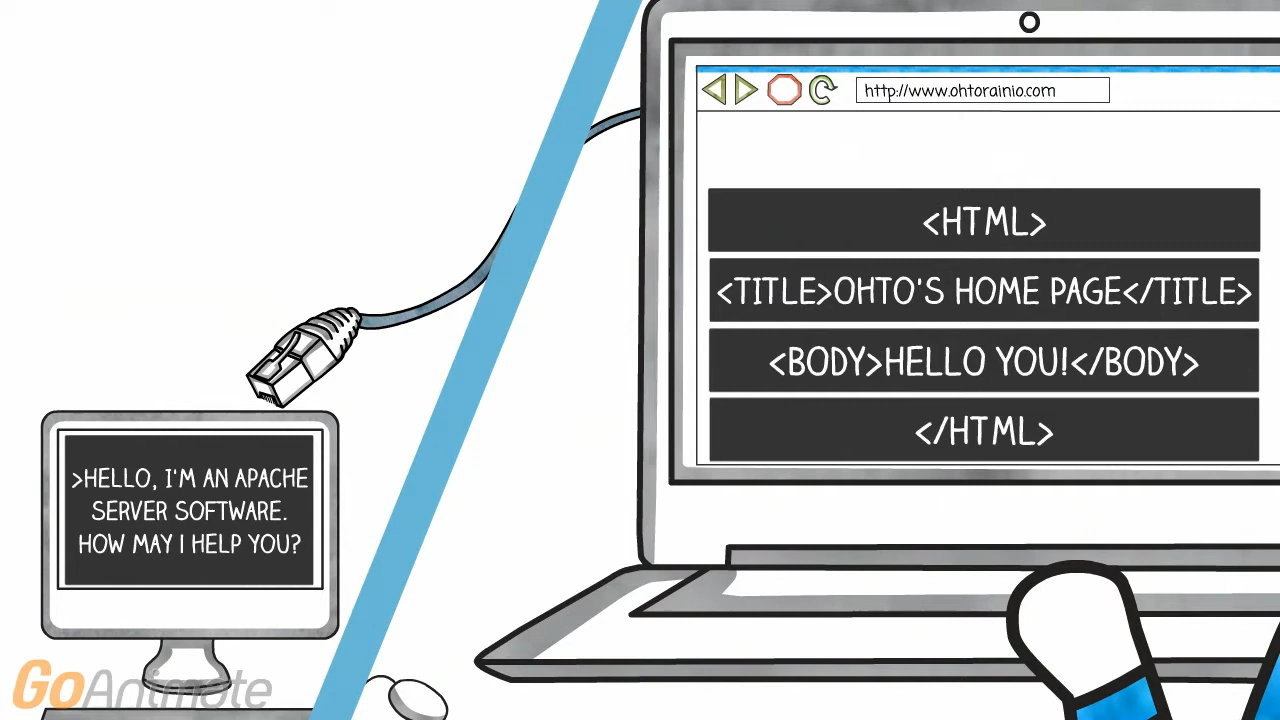 http://www.ohtorainio.com
<HTML>
<TITLE>OHTO'S HOME PAGE</TITLE>
<BODY>HELLO YOU!</BODY>
</HTML>
>HELLO, I'M AN APACHE
SERVER SOFTWARE.
HOW MAY I HELP YOU?
GoAnimate